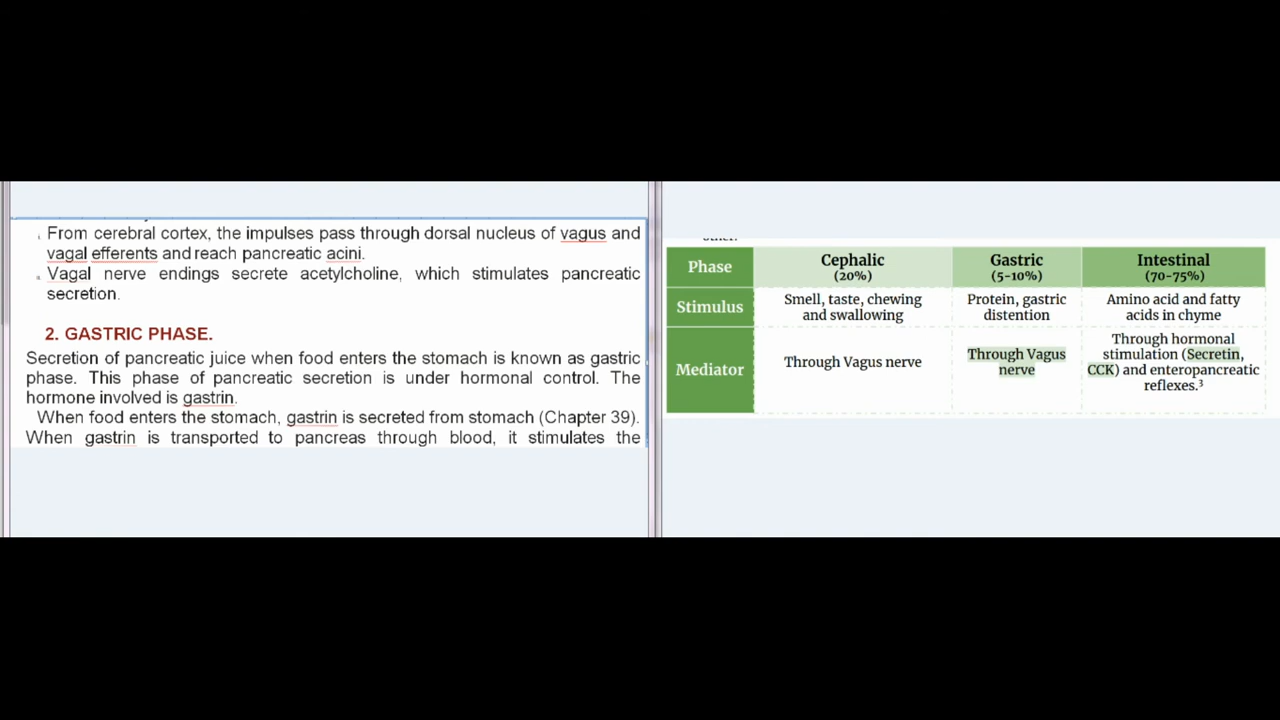 From cerebral cortex, the impulses pass through dorsal nucleus of vagus and
vagal efferents and reach pancreatic acini.
Vagal nerve endings secrete acetylcholine, which stimulates pancreatic
secretion.
2. GASTRIC PHASE.
Secretion of pancreatic juice when food enters the stomach is known as gastric
phase. This phase of pancreatic secretion is under hormonal control. The
hormone involved is gastrin.
When food enters the stomach, gastrin is secreted from stomach (Chapter 39).
When gastrin is transported to pancreas through blood, it stimulates the
Phase
Cephalic
(20%)
Gastric
(5-10%)
Intestinal
(70-75%)
Stimulus
Smell, taste, chewing
and swallowing
Protein, gastric
distention
Amino acid and fatty
acids in chyme
Mediator
Through Vagus nerve
Through Vagus
nerve
Through hormonal
stimulation (Secretin,
CCK) and enteropancreatic
reflexes.³